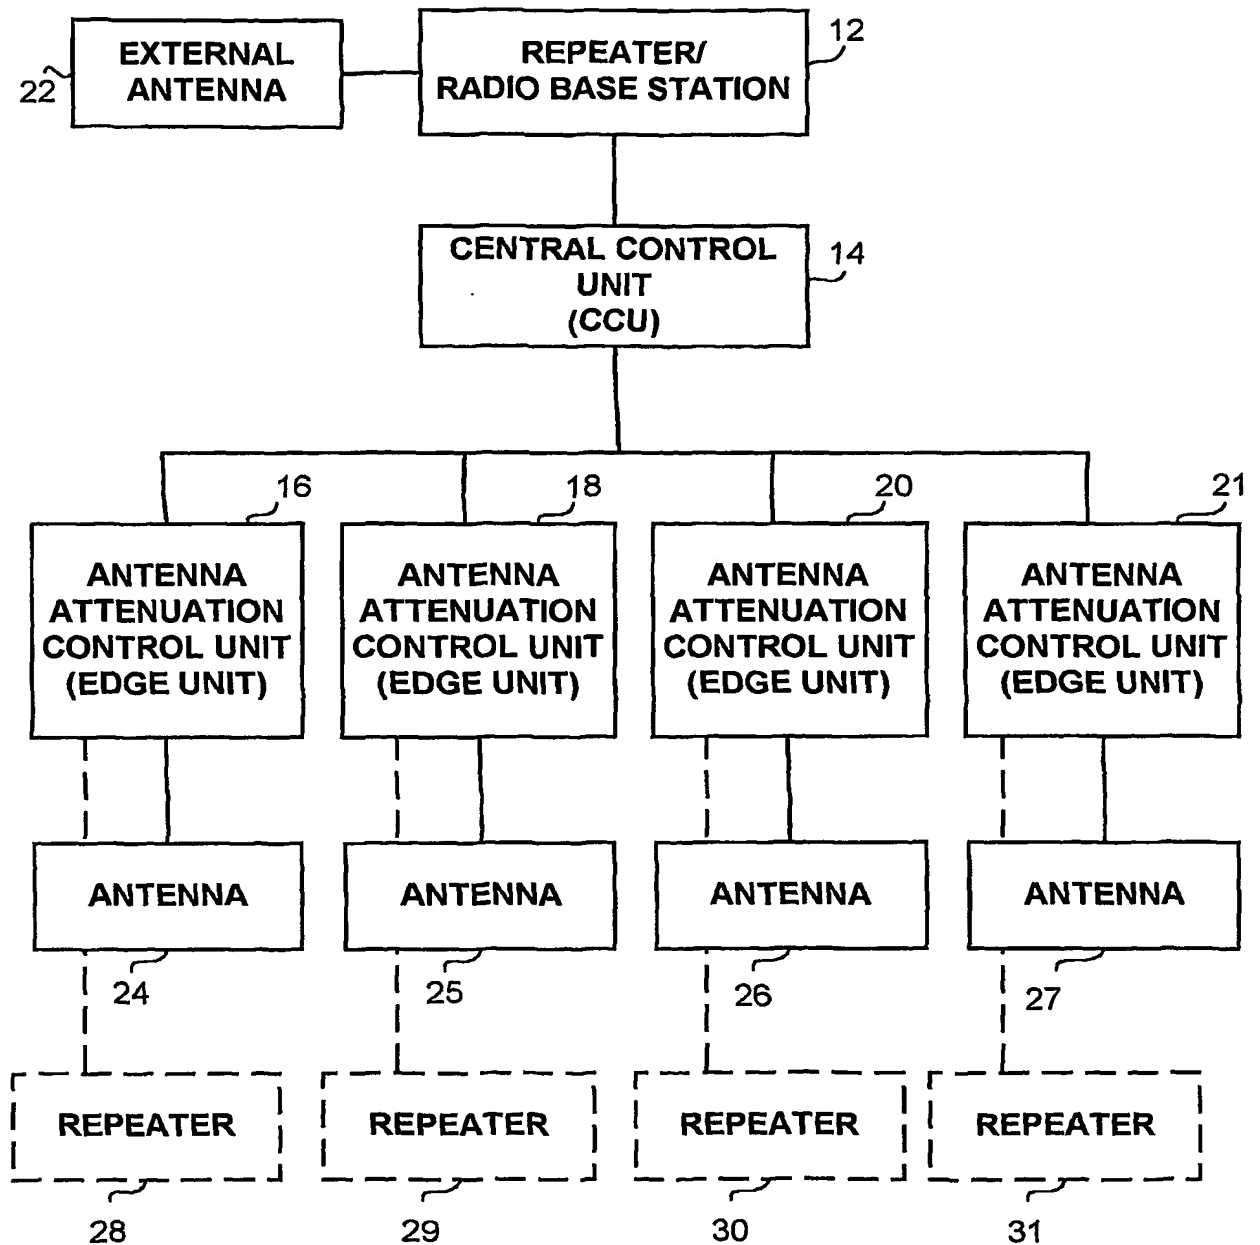 EXTERNAL
ANTENNA
22
REPEATER/
RADIO BASE STATION
12
CENTRAL CONTROL
UNIT
(CCU)
14
16
18
20
21
ANTENNA
ATTENUATION
CONTROL UNIT
(EDGE UNIT)
ANTENNA
ATTENUATION
CONTROL UNIT
(EDGE UNIT)
ANTENNA
ATTENUATION
CONTROL UNIT
(EDGE UNIT)
ANTENNA
ATTENUATION
CONTROL UNIT
(EDGE UNIT)
ANTENNA
ANTENNA
ANTENNA
ANTENNA
24
25
26
27
REPEATER
REPEATER
REPEATER
REPEATER
28
29
30
31